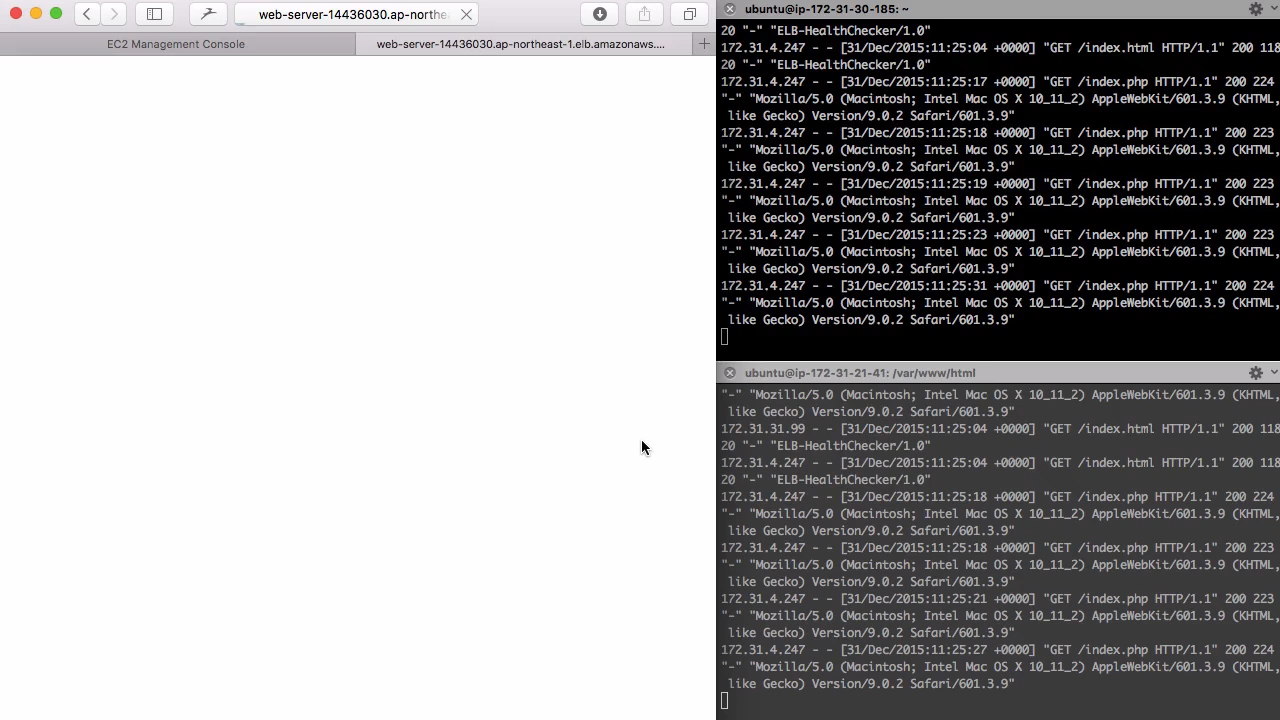 web-server-14436030.ap-northe
EC2 Management Console
web-server-14436030.ap-northeast-1.elb.amazonaws....
ubuntu@ip-172-31-30-185: ~
20 "-" "ELB-HealthChecker/1.0"
172.31.4.247 - - [31/Dec/2015:11:25:04 +0000] "GET /index.html HTTP/1.1" 200 118
20 "-" "ELB-HealthChecker/1.0"
172.31.4.247 - - [31/Dec/2015:11:25:17 +0000] "GET /index.php HTTP/1.1" 200 224
"-" "Mozilla/5.0 (Macintosh; Intel Mac OS X 10_11_2) AppleWebKit/601.3.9 (KHTML,
like Gecko) Version/9.0.2 Safari/601.3.9"
172.31.4.247 - - [31/Dec/2015:11:25:18 +0000] "GET /index.php HTTP/1.1" 200 223
"-" "Mozilla/5.0 (Macintosh; Intel Mac OS X 10_11_2) AppleWebKit/601.3.9 (KHTML,
like Gecko) Version/9.0.2 Safari/601.3.9"
172.31.4.247 - - [31/Dec/2015:11:25:19 +0000] "GET /index.php HTTP/1.1" 200 223
"-" "Mozilla/5.0 (Macintosh; Intel Mac OS X 10_11_2) AppleWebKit/601.3.9 (KHTML,
like Gecko) Version/9.0.2 Safari/601.3.9"
172.31.4.247 - - [31/Dec/2015:11:25:23 +0000] "GET /index.php HTTP/1.1" 200 223
"-" "Mozilla/5.0 (Macintosh; Intel Mac OS X 10_11_2) AppleWebKit/601.3.9 (KHTML,
like Gecko) Version/9.0.2 Safari/601.3.9"
172.31.4.247 - - [31/Dec/2015:11:25:31 +0000] "GET /index.php HTTP/1.1" 200 224
"-" "Mozilla/5.0 (Macintosh; Intel Mac OS X 10_11_2) AppleWebKit/601.3.9 (KHTML,
like Gecko) Version/9.0.2 Safari/601.3.9"
ubuntu@ip-172-31-21-41: /var/www/html
"-" "Mozilla/5.0 (Macintosh; Intel Mac OS X 10_11_2) AppleWebKit/601.3.9 (KHTML,
like Gecko) Version/9.0.2 Safari/601.3.9"
172.31.31.99 - - [31/Dec/2015:11:25:04 +0000] "GET /index.html HTTP/1.1" 200 118
20 "-" "ELB-HealthChecker/1.0"
172.31.4.247 - - [31/Dec/2015:11:25:04 +0000] "GET /index.html HTTP/1.1" 200 118
20 "-" "ELB-HealthChecker/1.0"
172.31.4.247 - - [31/Dec/2015:11:25:18 +0000] "GET /index.php HTTP/1.1" 200 224
"-" "Mozilla/5.0 (Macintosh; Intel Mac OS X 10_11_2) AppleWebKit/601.3.9 (KHTML,
like Gecko) Version/9.0.2 Safari/601.3.9"
172.31.4.247 - - [31/Dec/2015:11:25:18 +0000] "GET /index.php HTTP/1.1" 200 223
"-" "Mozilla/5.0 (Macintosh; Intel Mac OS X 10_11_2) AppleWebKit/601.3.9 (KHTML,
like Gecko) Version/9.0.2 Safari/601.3.9"
172.31.4.247 - - [31/Dec/2015:11:25:21 +0000] "GET /index.php HTTP/1.1" 200 223
"-" "Mozilla/5.0 (Macintosh; Intel Mac OS X 10_11_2) AppleWebKit/601.3.9 (KHTML,
like Gecko) Version/9.0.2 Safari/601.3.9"
172.31.4.247 - - [31/Dec/2015:11:25:27 +0000] "GET /index.php HTTP/1.1" 200 224
"-" "Mozilla/5.0 (Macintosh; Intel Mac OS X 10_11_2) AppleWebKit/601.3.9 (KHTML,
like Gecko) Version/9.0.2 Safari/601.3.9"